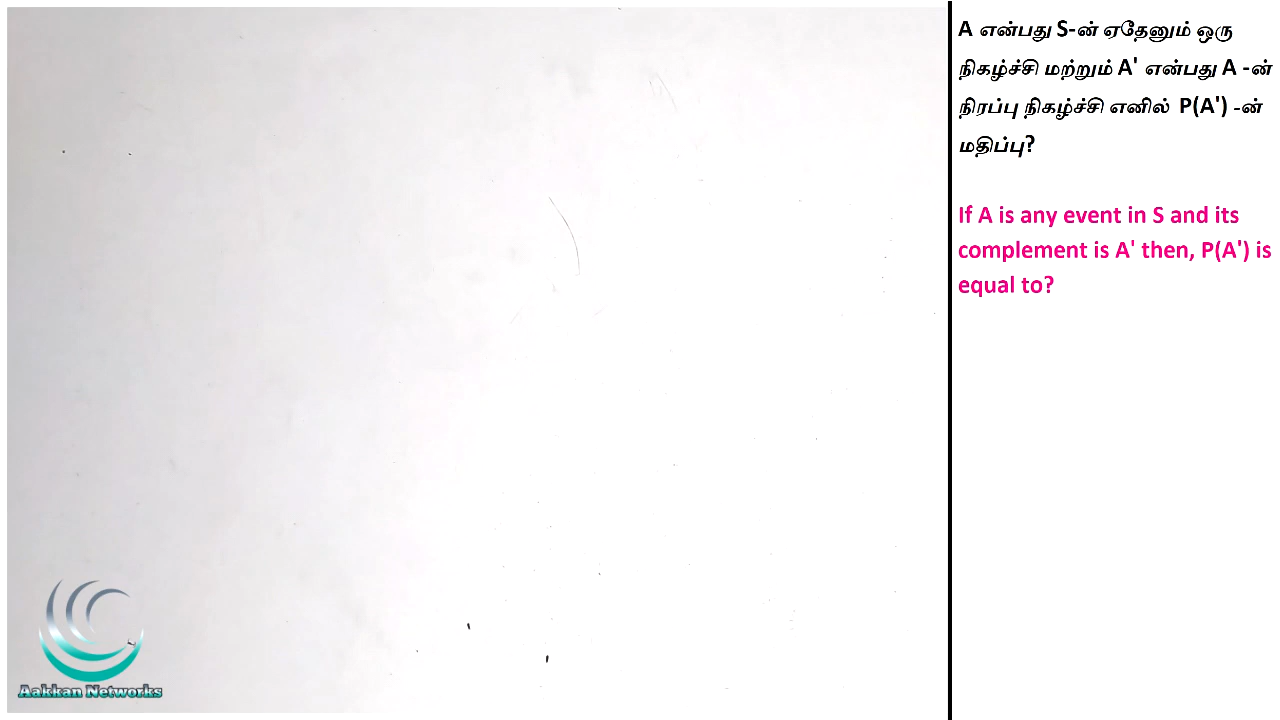 A என்பது S-ன் ஏதேனும் ஒரு
நிகழ்ச்சி மற்றும் A' என்பது A -ன்
நிரப்பு நிகழ்ச்சி எனில் P(A') -ன்
மதிப்பு?
If A is any event in S and its
complement is A' then, P(A') is
equal to?
Aakkan Networks